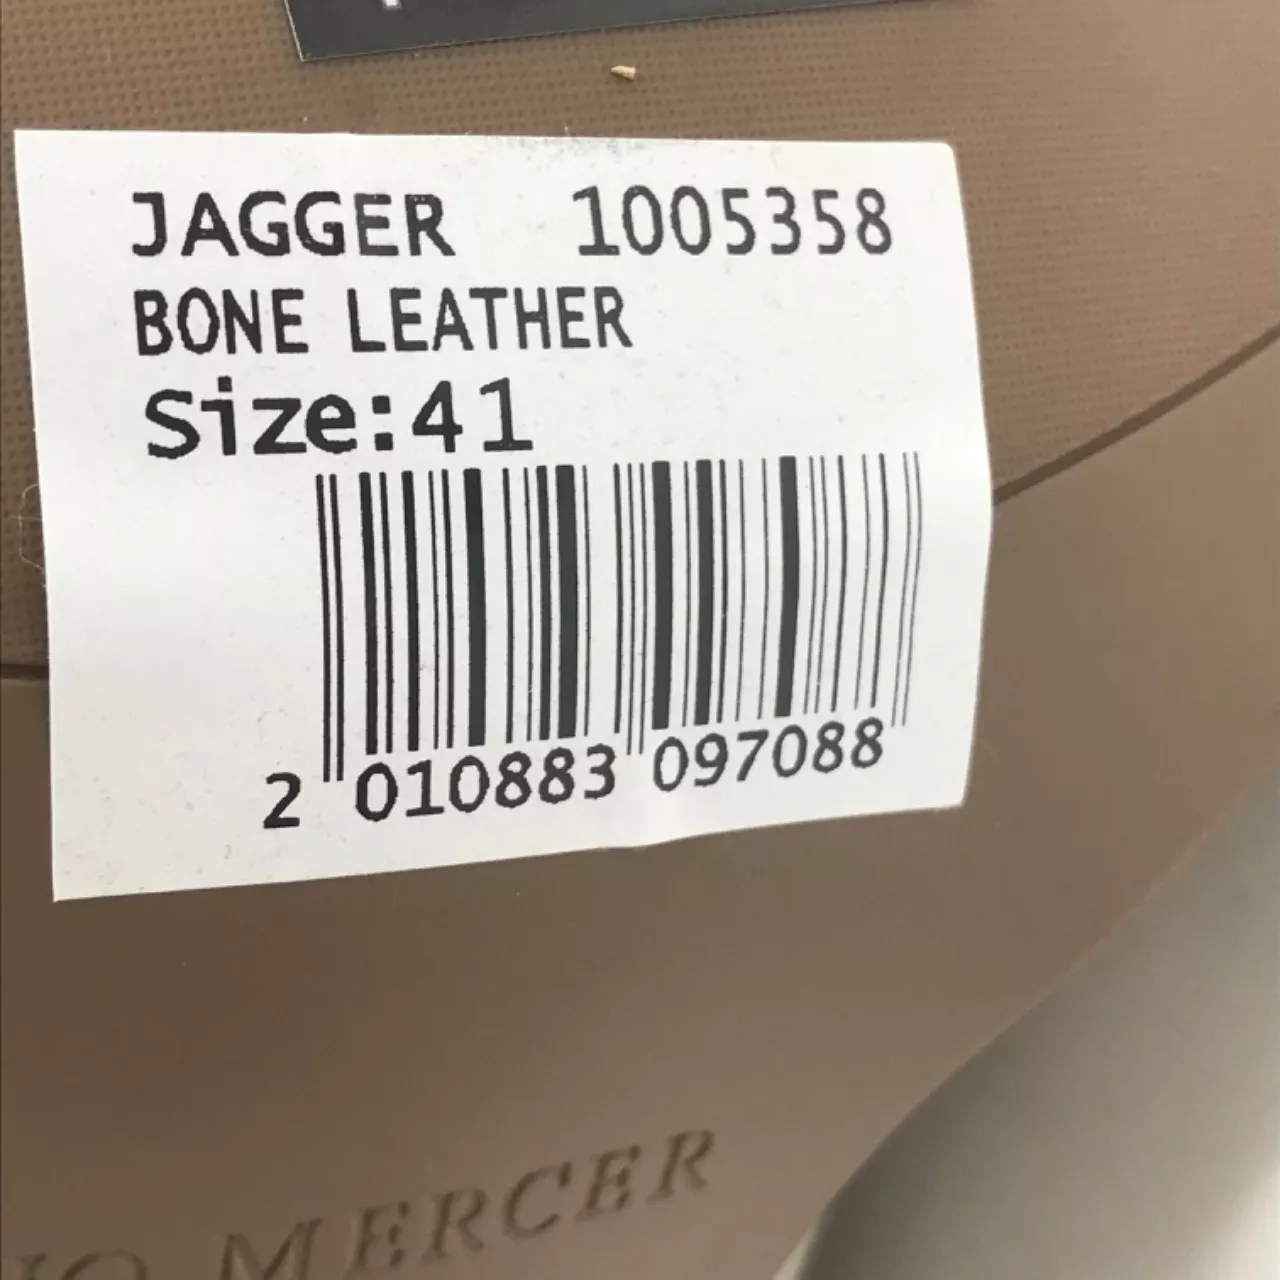 JAGGER 1005358
BONE LEATHER
Size:41
2 010883 097088
MERCER